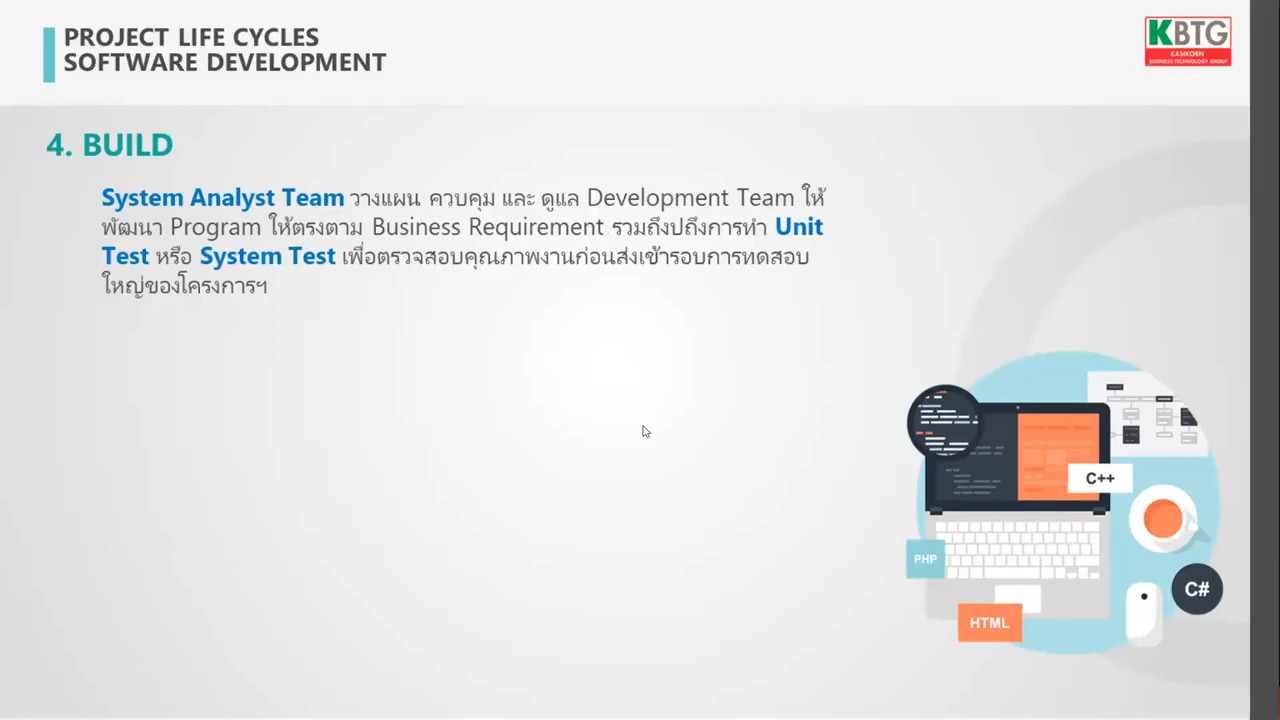 PROJECT LIFE CYCLES
SOFTWARE DEVELOPMENT
KBTG
KASIKORN
BUSINESS-TECHNOLOGY GROUP
4. BUILD
System Analyst Team วางแผน ควบคุม และ ดูแล Development Team ให้
พัฒนา Program ให้ตรงตาม Business Requirement รวมถึงปถึงการทำ Unit
Test หรือ System Test เพื่อตรวจสอบคุณภาพงานก่อนส่งเข้ารอบการทดสอบ
ใหญ่ของโครงการฯ
C++
PHP
C#
HTML